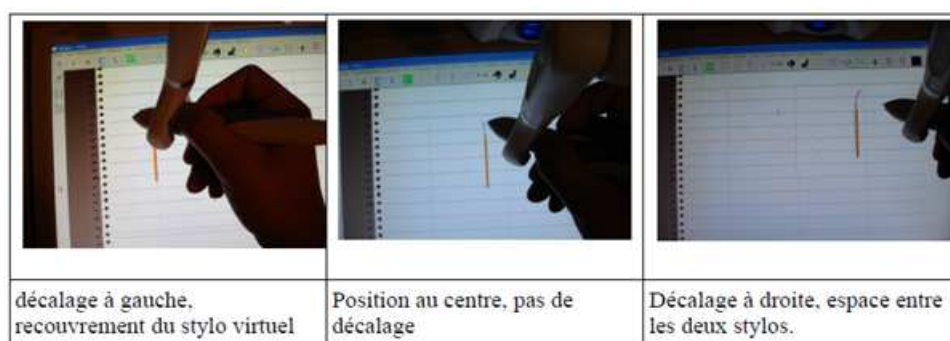 décalage à gauche,
recouvrement du stylo virtuel
Position au centre, pas de
décalage
Décalage à droite, espace entre
les deux stylos.